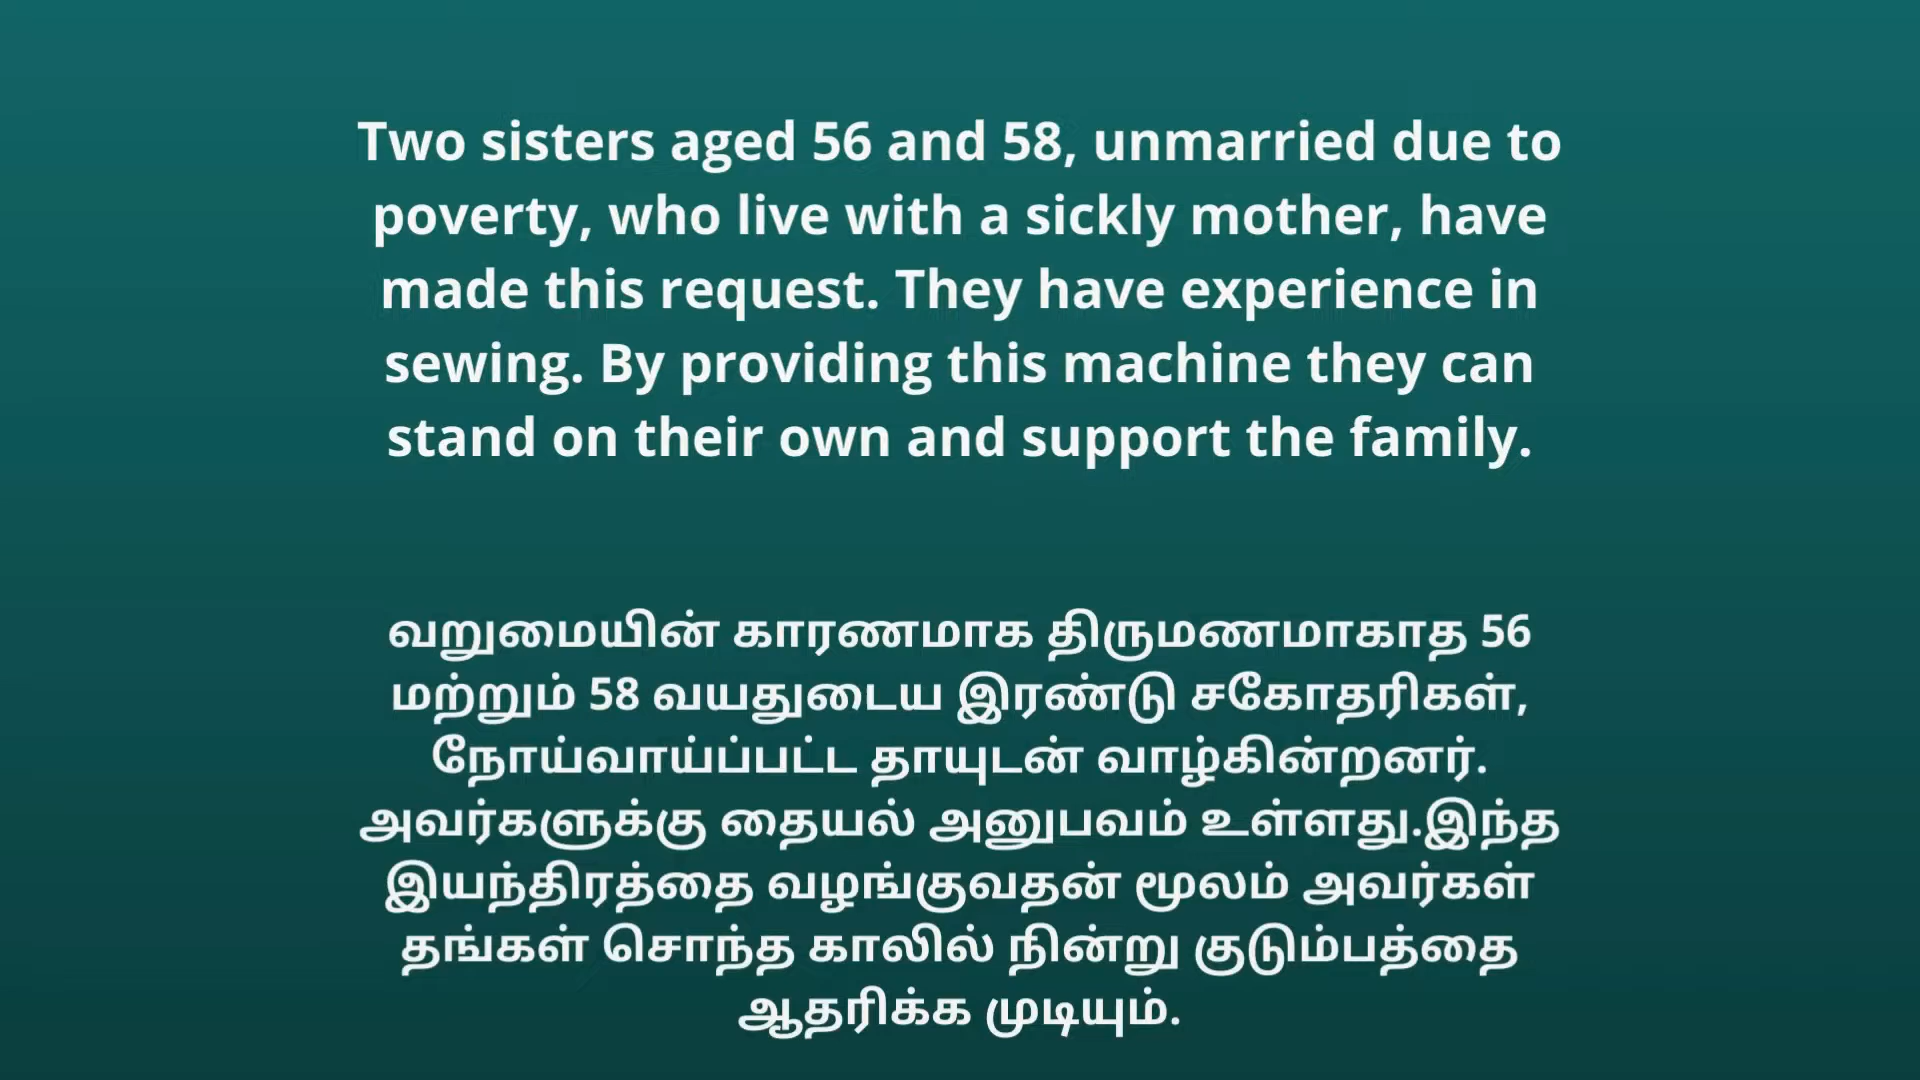 Two sisters aged 56 and 58, unmarried due to
poverty, who live with a sickly mother, have
made this request. They have experience in
sewing. By providing this machine they can
stand on their own and support the family.
வறுமையின் காரணமாக திருமணமாகாத 56
மற்றும் 58 வயதுடைய இரண்டு சகோதரிகள்,
நோய்வாய்ப்பட்ட தாயுடன் வாழ்கின்றனர்.
அவர்களுக்கு தையல் அனுபவம் உள்ளது.இந்த
இயந்திரத்தை வழங்குவதன் மூலம் அவர்கள்
தங்கள் சொந்த காலில் நின்று குடும்பத்தை
ஆதரிக்க முடியும்.